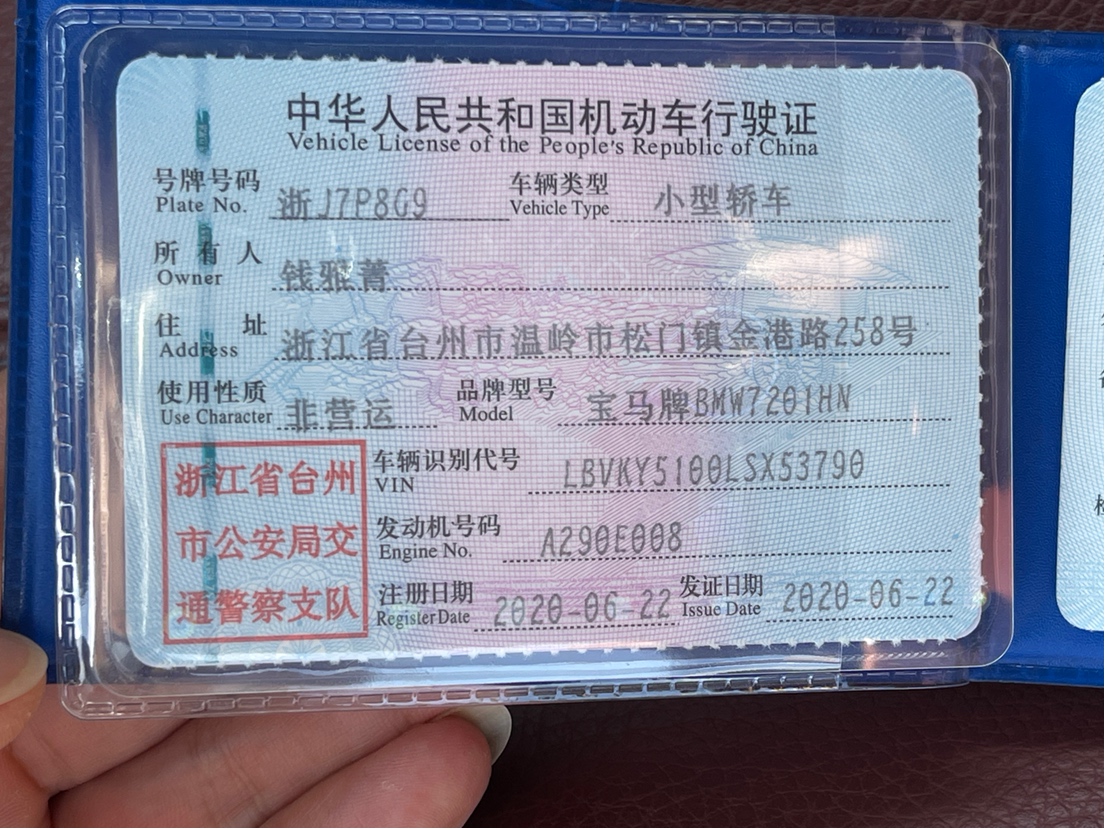 中华人民共和国机动车行驶证
Vehicle License of the People's Republic of China
号牌号码 浙J7P8G9 车辆类型 小型轿车
Plate No. Vehicle Type
所有人 钱雅菁
Owner
住址 浙江省台州市温岭市松门镇金港路258号
Address
使用性质 非营运 品牌型号 宝马牌BMW7201HN
Use Character Model
车辆识别代号 LBVKY5100LSX53790
VIN
发动机号码 A290E008
Engine No.
注册日期 2020-06-22 发证日期 2020-06-22
Register Date Issue Date
浙江省台州
市公安局交
通警察支队